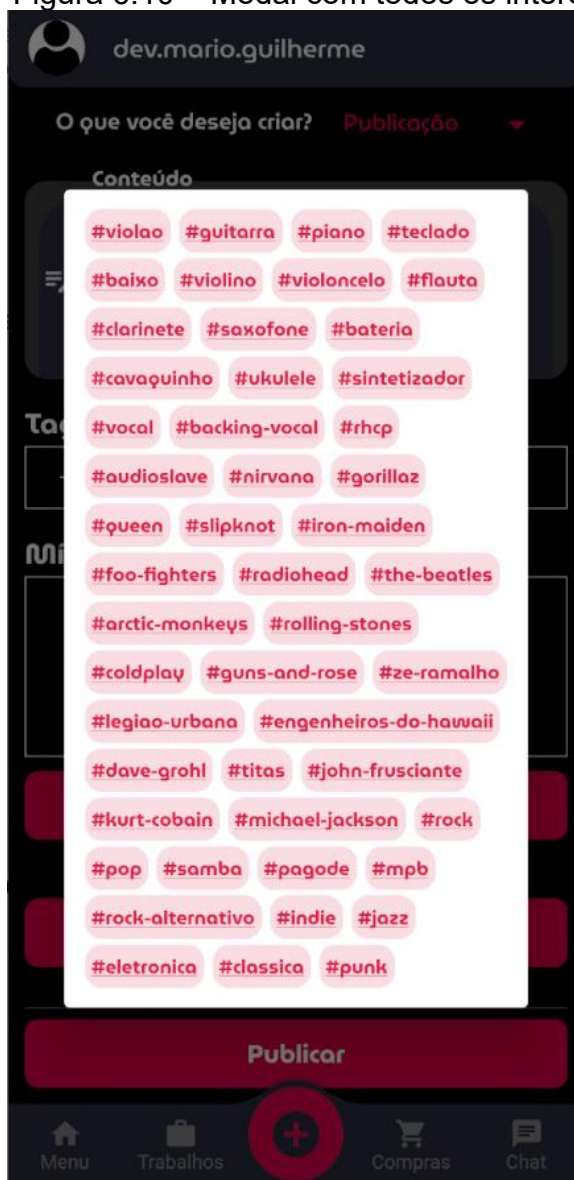 dev.mario.guilherme
O que você deseja criar? Publicação
Conteúdo
#violao #guitarra #piano #teclado
#baixo #violino #violoncelo #flauta
#clarinete #saxofone #bateria
#cavaquinho #ukulele #sintetizador
#vocal #backing-vocal #rhcp
#audioslave #nirvana #gorillaz
#queen #slipknot #iron-maiden
#foo-fighters #radiohead #the-beatles
#arctic-monkeys #rolling-stones
#coldplay #guns-and-rose #ze-ramalho
#legiao-urbana #engenheiros-do-hawaii
#dave-grohl #titas #john-frusciante
#kurt-cobain #michael-jackson #rock
#pop #samba #pagode #mpb
#rock-alternativo #indie #jazz
#eletronica #classica #punk
Publicar
Menu Trabalhos Compras Chat